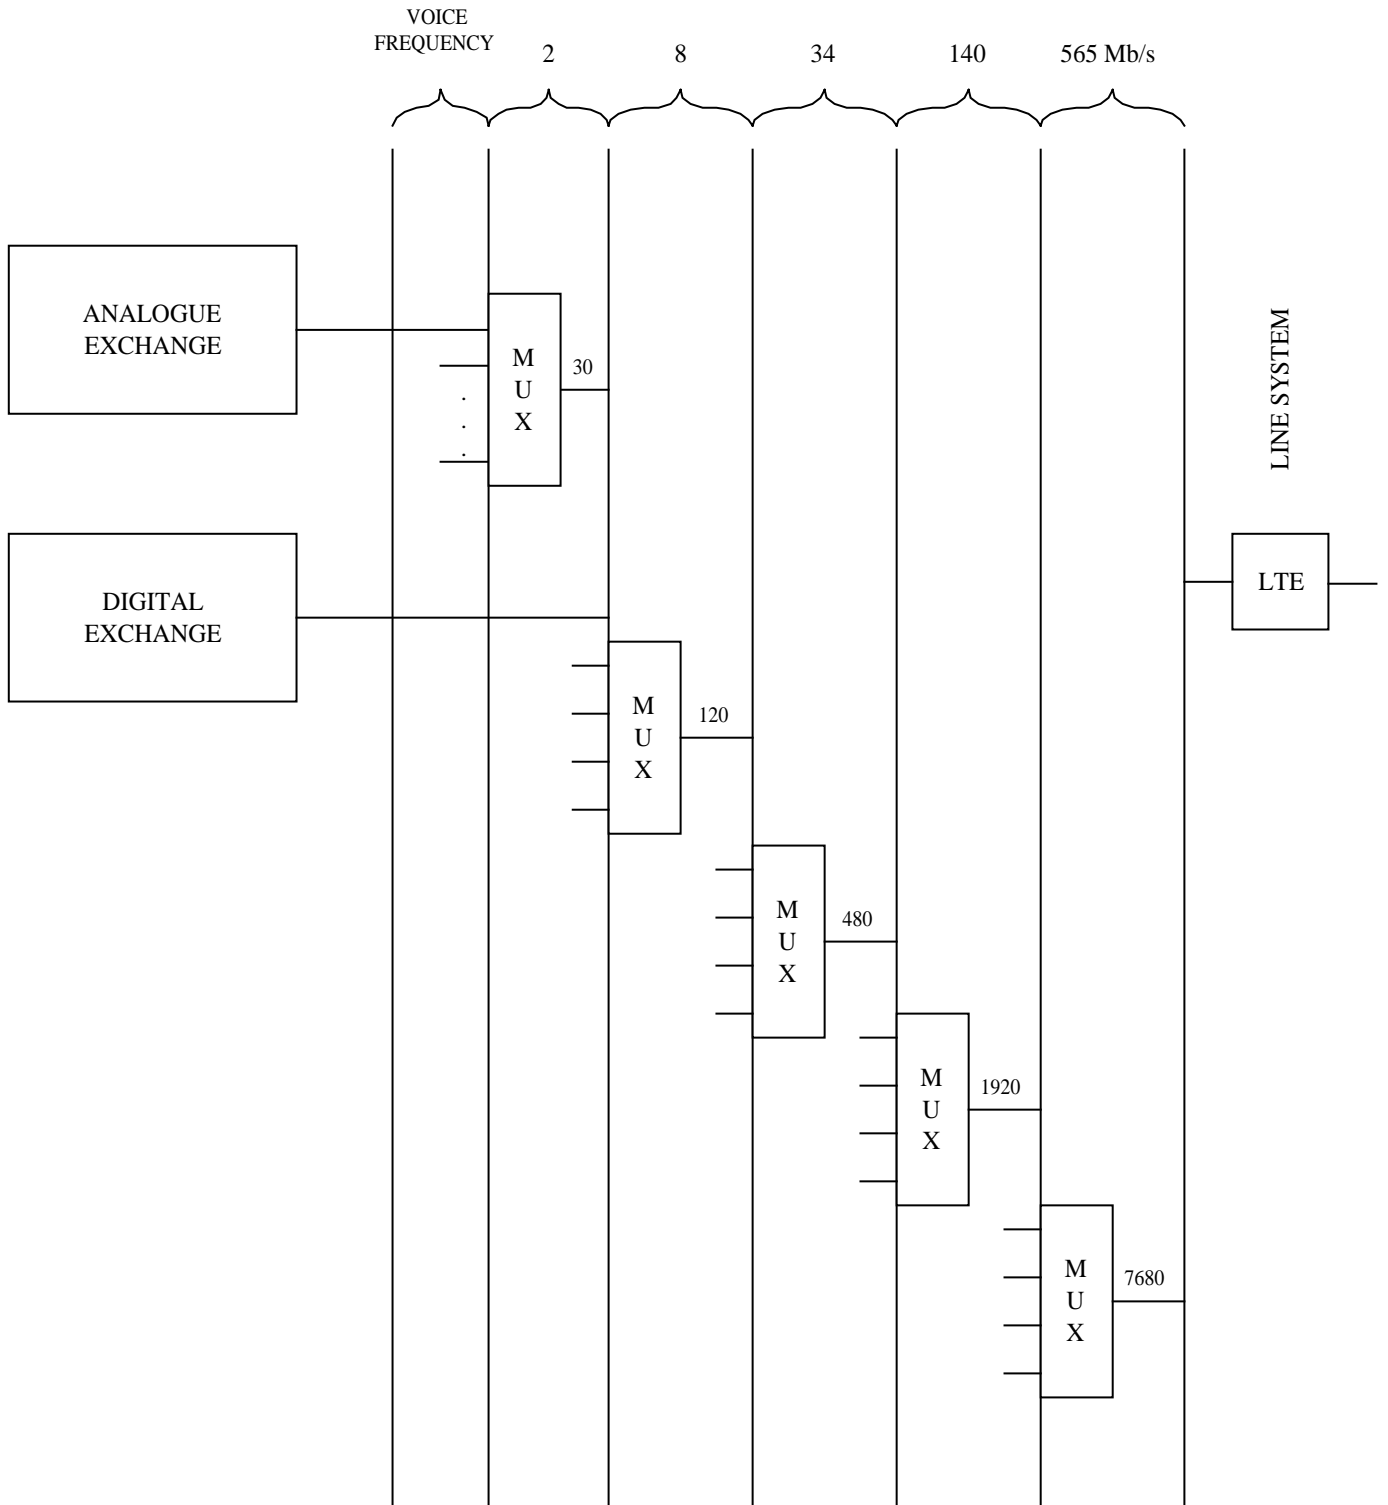 VOICE
FREQUENCY
2
8
34
140
565 Mb/s
ANALOGUE
EXCHANGE
M
U
X
30
.
.
.
LINE SYSTEM
DIGITAL
EXCHANGE
LTE
M
U
X
120
M
U
X
480
M
U
X
1920
M
U
X
7680